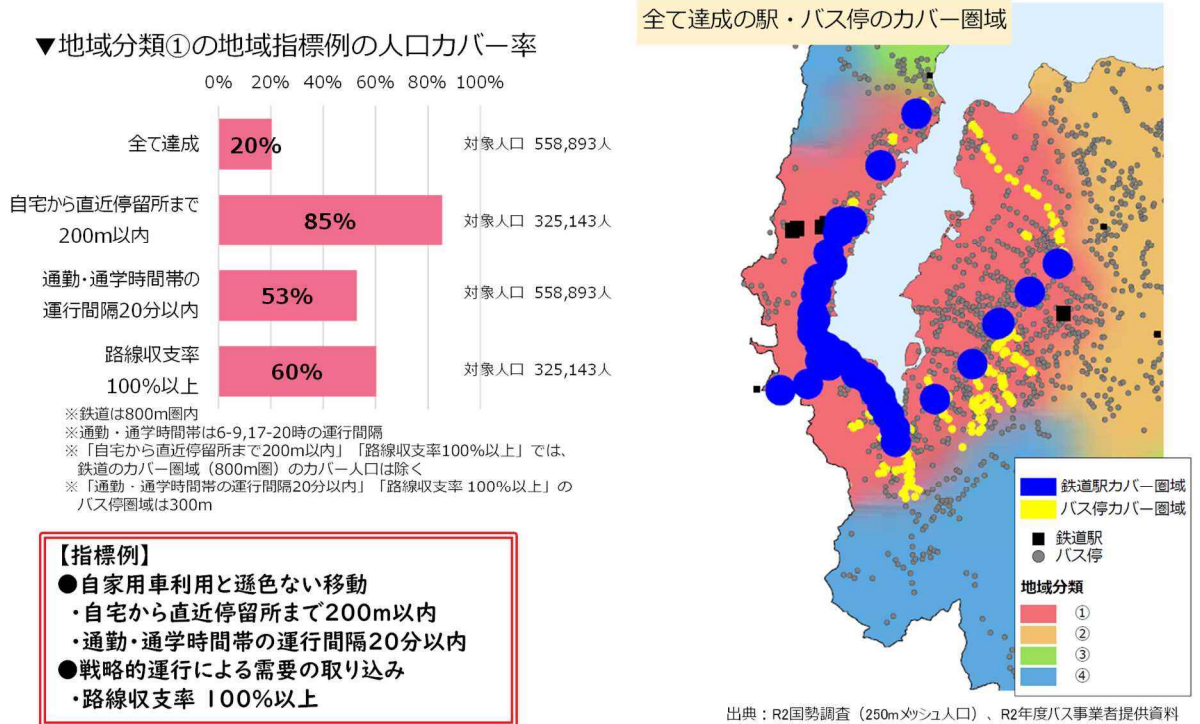 ▼地域分類①の地域指標例の人口カバー率
0% 20% 40% 60% 80% 100%
全て達成
20%
対象人口 558,893人
自宅から直近停留所まで
200m以内
85%
対象人口 325,143人
通勤・通学時間帯の
運行間隔20分以内
53%
対象人口 558,893人
路線収支率
100%以上
60%
対象人口 325,143人
※鉄道は800m圏内
※通勤・通学時間帯は6-9,17-20時の運行間隔
※「自宅から直近停留所まで200m以内」「路線収支率100%以上」では、
鉄道のカバー圏域（800m圏）のカバー人口は除く
※「通勤・通学時間帯の運行間隔20分以内」「路線収支率 100%以上」の
バス停圏域は300m
【指標例】
●自家用車利用と遜色ない移動
・自宅から直近停留所まで200m以内
・通勤・通学時間帯の運行間隔20分以内
●戦略的運行による需要の取り込み
・路線収支率 100%以上
全て達成の駅・バス停のカバー圏域
鉄道駅カバー圏域
バス停カバー圏域
鉄道駅
バス停
地域分類
①
②
③
④
出典：R2国勢調査（250mメッシュ人口）、R2年度バス事業者提供資料